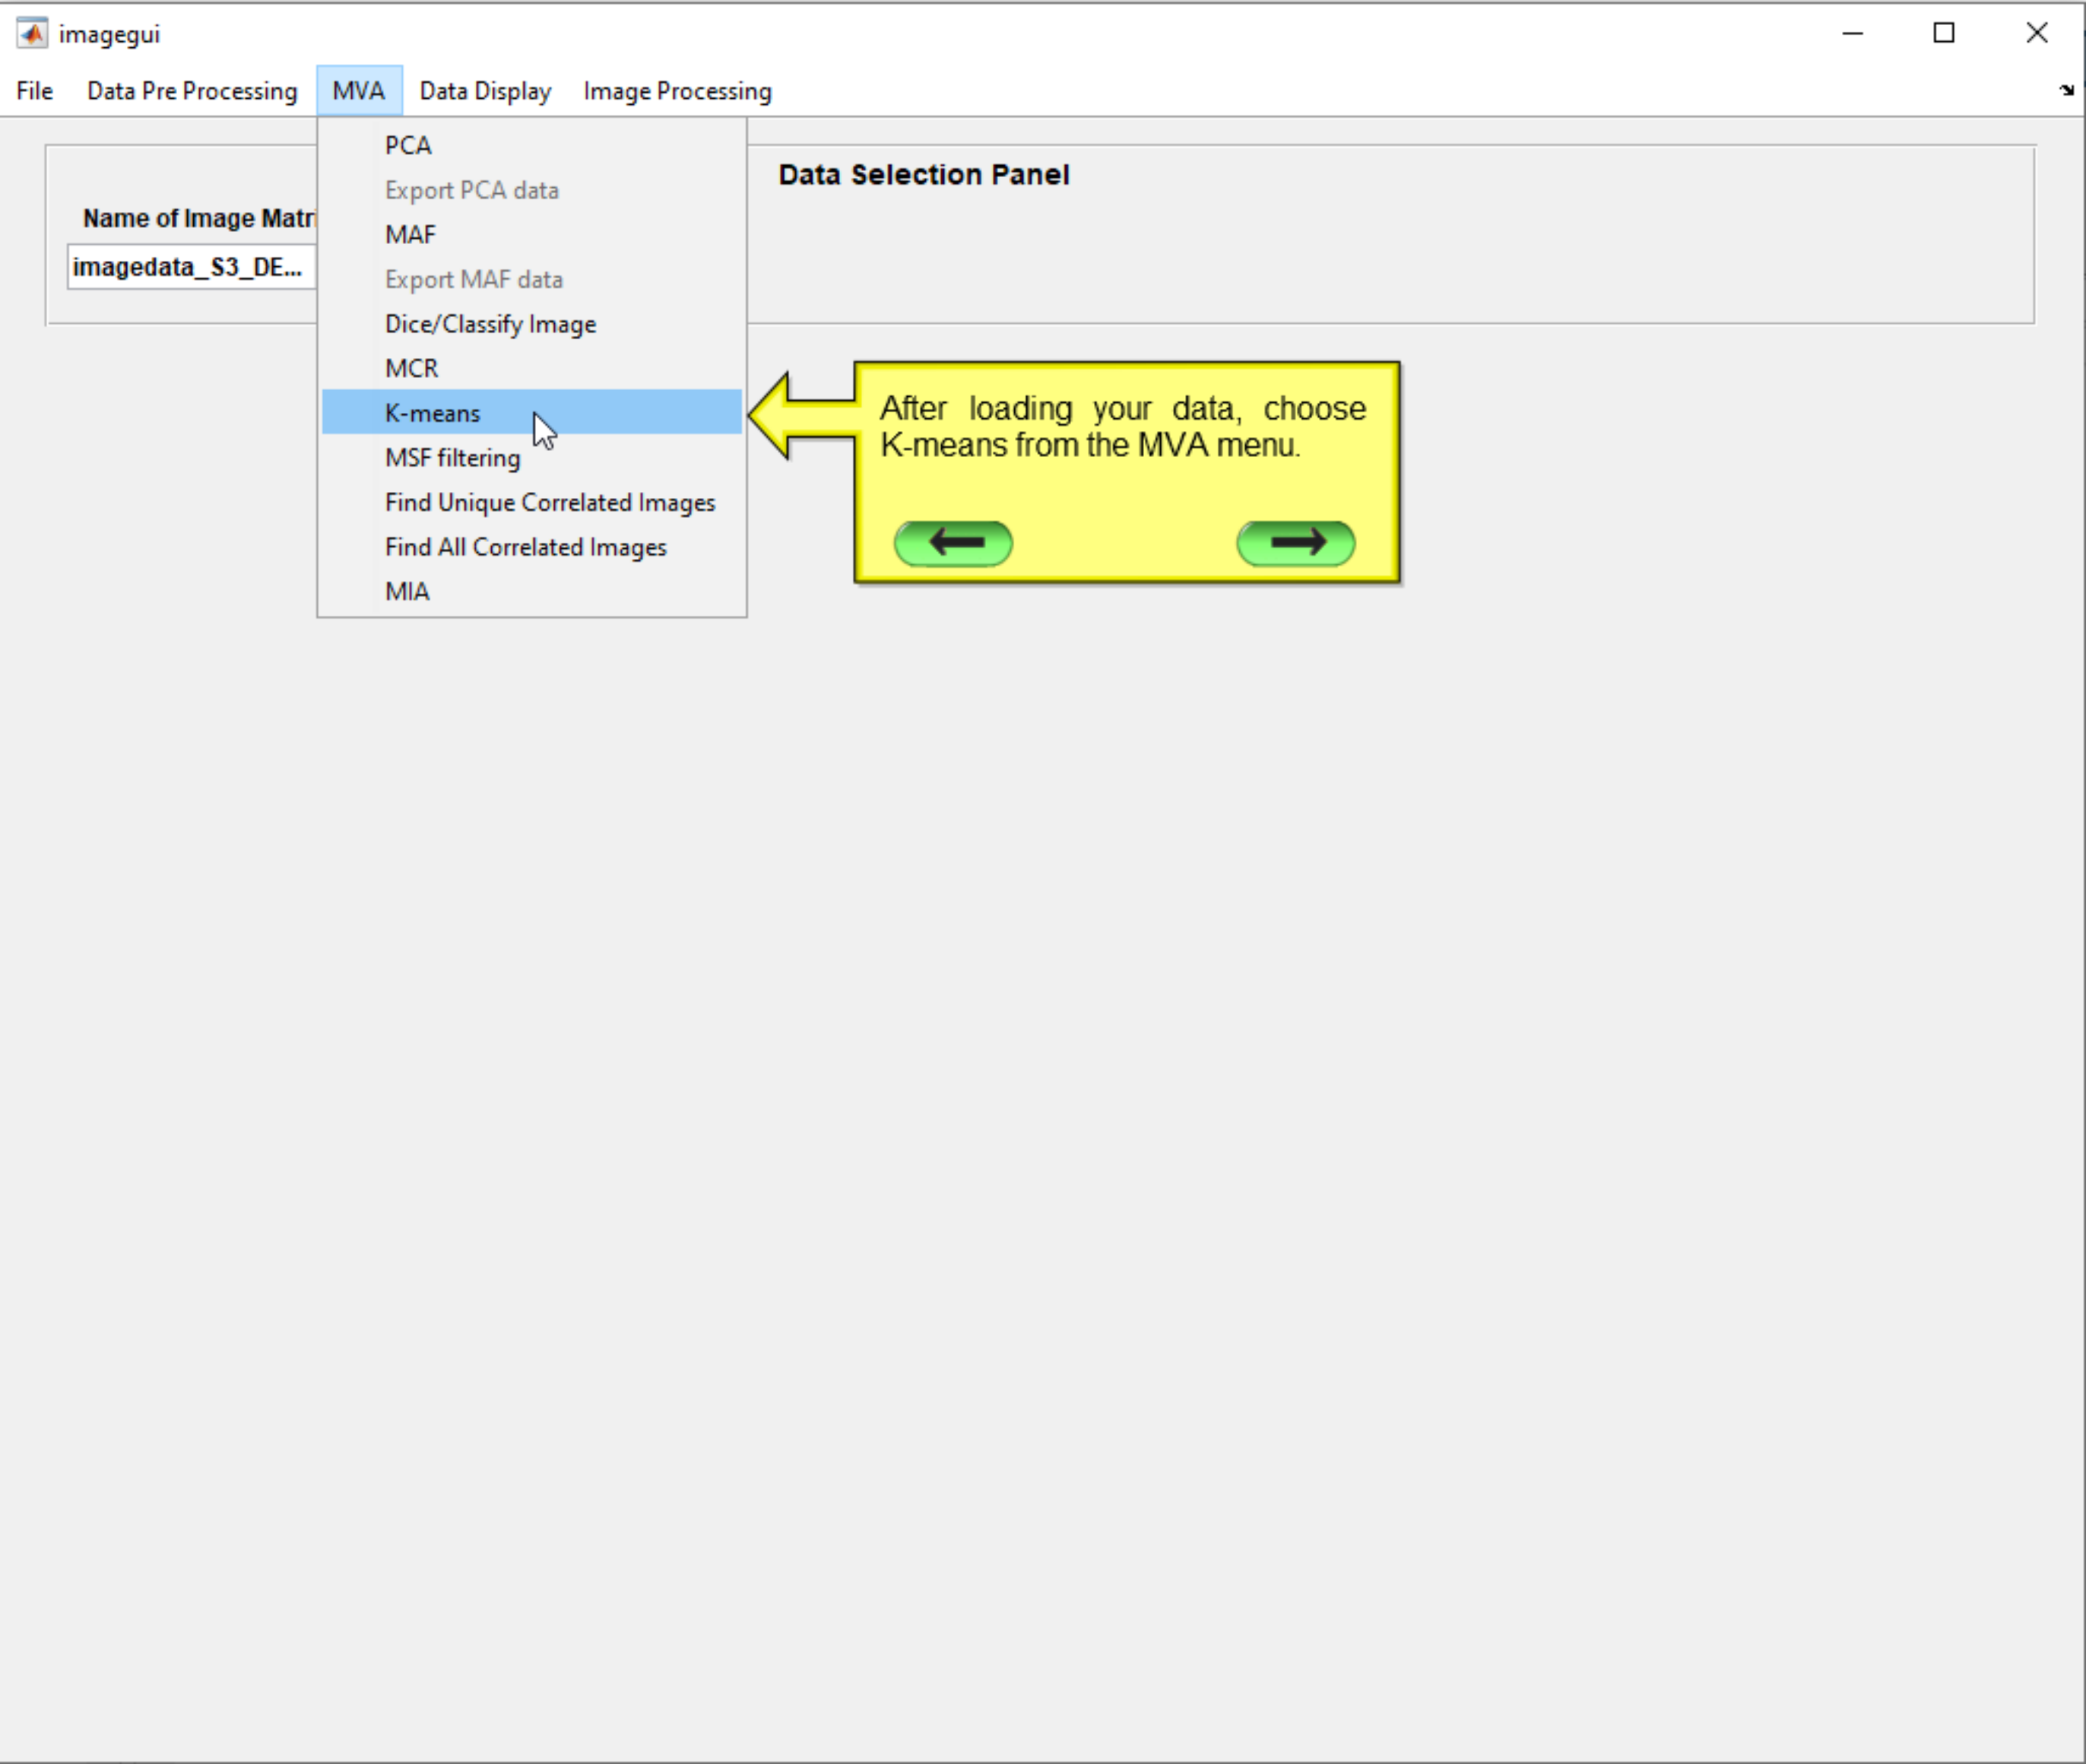 imagegui
File Data Pre Processing MVA Data Display Image Processing
Data Selection Panel
Name of Image Matri
imagedata_S3_DE...
PCA
Export PCA data
MAF
Export MAF data
Dice/Classify Image
MCR
K-means
MSF filtering
Find Unique Correlated Images
Find All Correlated Images
MIA
After loading your data, choose
K-means from the MVA menu.